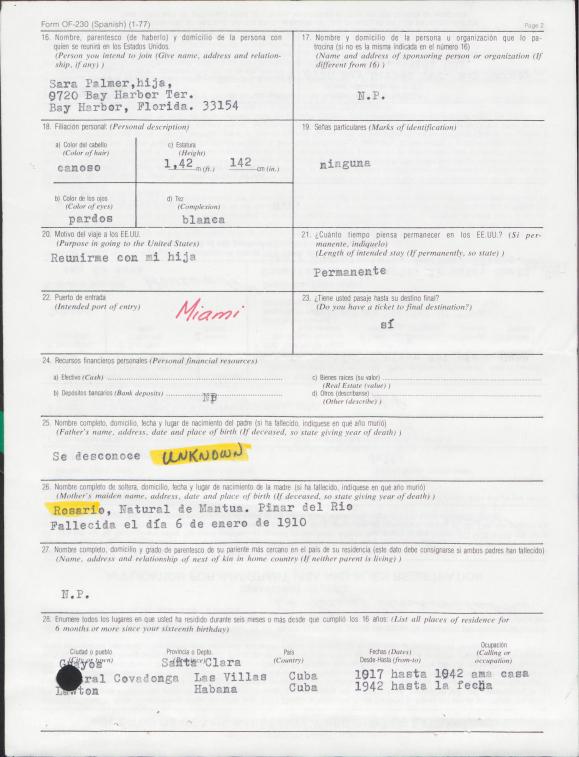 Form OF-230 (Spanish) (1-77)
Page 2
16. Nombre, parentesco (de haberlo) y domicilio de la persona con
quien se reunirá en los Estados Unidos.
(Person you intend to join (Give name, address and relation-
ship, if any) )
Sara Palmer,hija,
9720 Bay Harbor Ter.
Bay Harbor, Florida. 33154
17. Nombre y domicilio de la persona u organización que lo pa-
trocina (si no es la misma indicada en el número 16)
(Name and address of sponsoring person or organization (If
different from 16) )
N.P.
18. Filiación personal: (Personal description)
a) Color del cabello
(Color of hair)
canoso
c) Estatura
(Height)
1,42 m (ft.) 142 cm (in.)
b) Color de los ojos
(Color of eyes)
pardos
d) Tez
(Complexion)
blanca
19. Señas particulares (Marks of identification)
ninguna
20. Motivo del viaje a los EE.UU.
(Purpose in going to the United States)
Reunirme con mi hija
21. ¿Cuánto tiempo piensa permanecer en los EE.UU.? (Si per-
manente, indíquelo)
(Length of intended stay (If permanently, so state) )
Permanente
22. Puerto de entrada
(Intended port of entry)
Miami
23. ¿Tiene usted pasaje hasta su destino final?
(Do you have a ticket to final destination?)
sí
24. Recursos financieros personales (Personal financial resources)
a) Efectivo (Cash)
b) Depósitos bancarios (Bank deposits) NP
c) Bienes raíces (su valor)
(Real Estate (value) )
d) Otros (descríbanse)
(Other (describe) )
25. Nombre completo, domicilio, fecha y lugar de nacimiento del padre (si ha fallecido, indíquese en qué año murió)
(Father's name, address, date and place of birth (If deceased, so state giving year of death) )
Se desconoce UNKNOWN
26. Nombre completo de soltera, domicilio, fecha y lugar de nacimiento de la madre (si ha fallecido, indíquese en qué año murió)
(Mother's maiden name, address, date and place of birth (If deceased, so state giving year of death) )
Rosario, Natural de Mantua. Pinar del Rio
Fallecida el día 6 de enero de 1910
27. Nombre completo, domicilio y grado de parentesco de su pariente más cercano en el país de su residencia (este dato debe consignarse si ambos padres han fallecido)
(Name, address and relationship of next of kin in home country (If neither parent is living) )
N.P.
28. Enumere todos los lugares en que usted ha residido durante seis meses o más desde que cumplió los 16 años: (List all places of residence for
6 months or more since your sixteenth birthday)
Ciudad o pueblo Provincia o Depto. País Fechas (Dates) Ocupación
(City or town) (Province) (Country) Desde-Hasta (from-to) (Calling or
occupation)
Guayos Santa Clara
ral Covadonga Las Villas Cuba 1917 hasta 1942 ama casa
Lawton Habana Cuba 1942 hasta la fecha